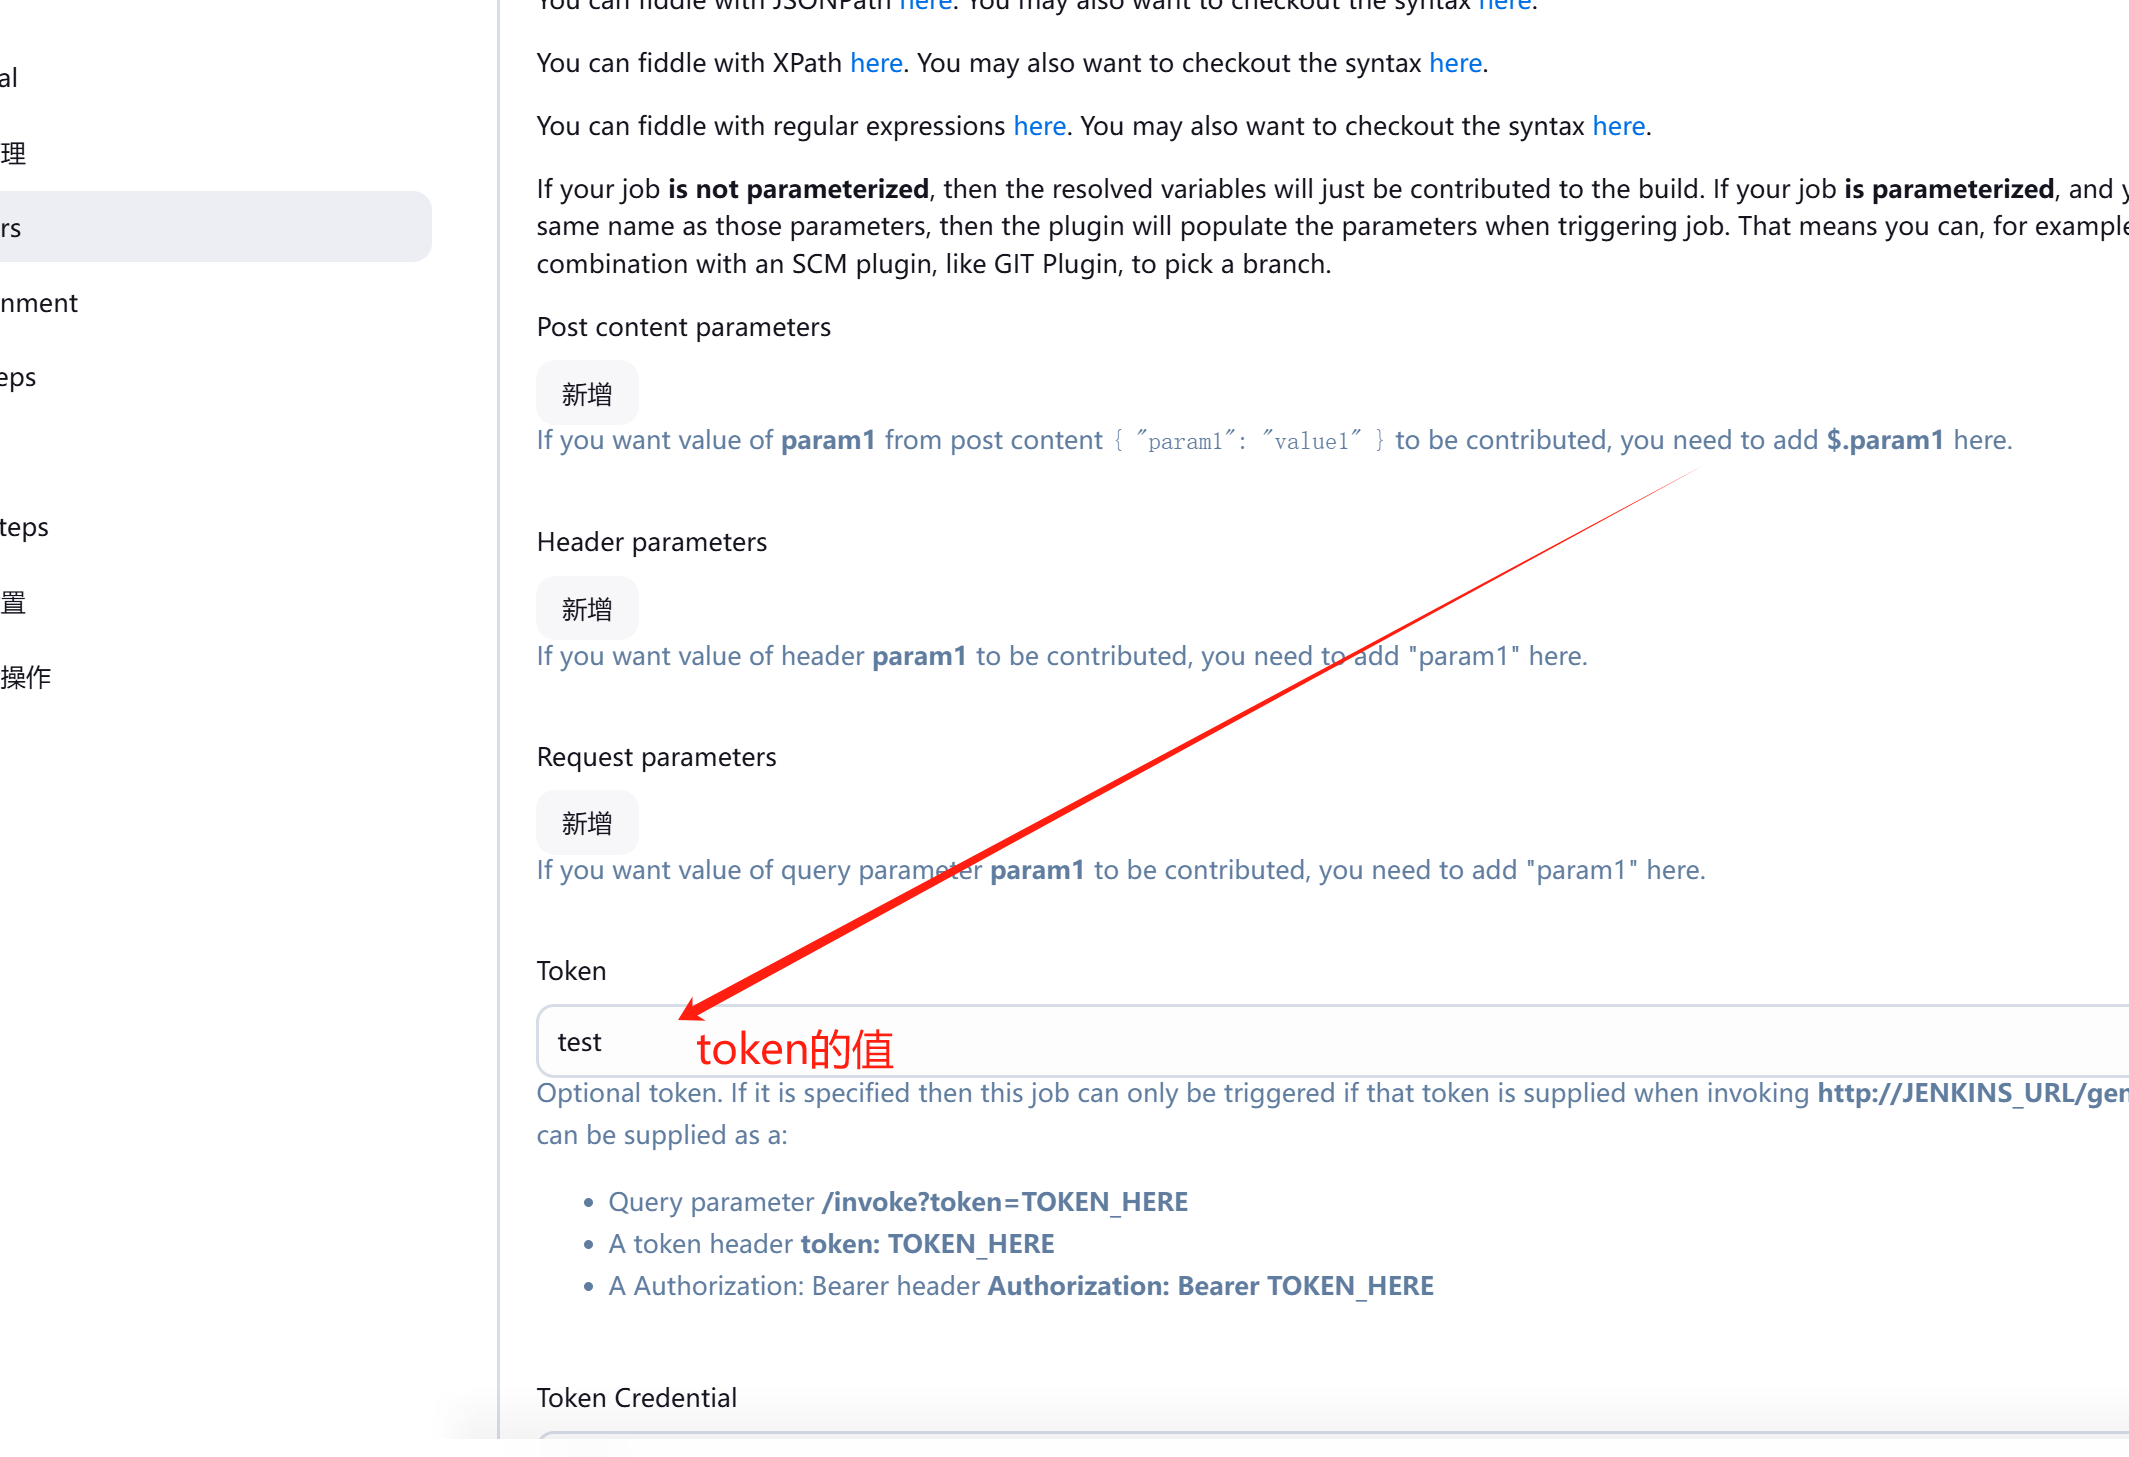 You can fiddle with JSONPath here. You may also want to checkout the syntax here.
You can fiddle with XPath here. You may also want to checkout the syntax here.
al
You can fiddle with regular expressions here. You may also want to checkout the syntax here.
理
If your job is not parameterized, then the resolved variables will just be contributed to the build. If your job is parameterized, and y
rs
same name as those parameters, then the plugin will populate the parameters when triggering job. That means you can, for example
combination with an SCM plugin, like GIT Plugin, to pick a branch.
nment
Post content parameters
eps
新增
If you want value of param1 from post content { "param1": "value1" } to be contributed, you need to add $.param1 here.
teps
Header parameters
置
新增
If you want value of header param1 to be contributed, you need to add "param1" here.
操作
Request parameters
新增
If you want value of query parameter param1 to be contributed, you need to add "param1" here.
Token
test
token的值
Optional token. If it is specified then this job can only be triggered if that token is supplied when invoking http://JENKINS_URL/gen
can be supplied as a:
• Query parameter /invoke?token=TOKEN_HERE
• A token header token: TOKEN_HERE
• A Authorization: Bearer header Authorization: Bearer TOKEN_HERE
Token Credential